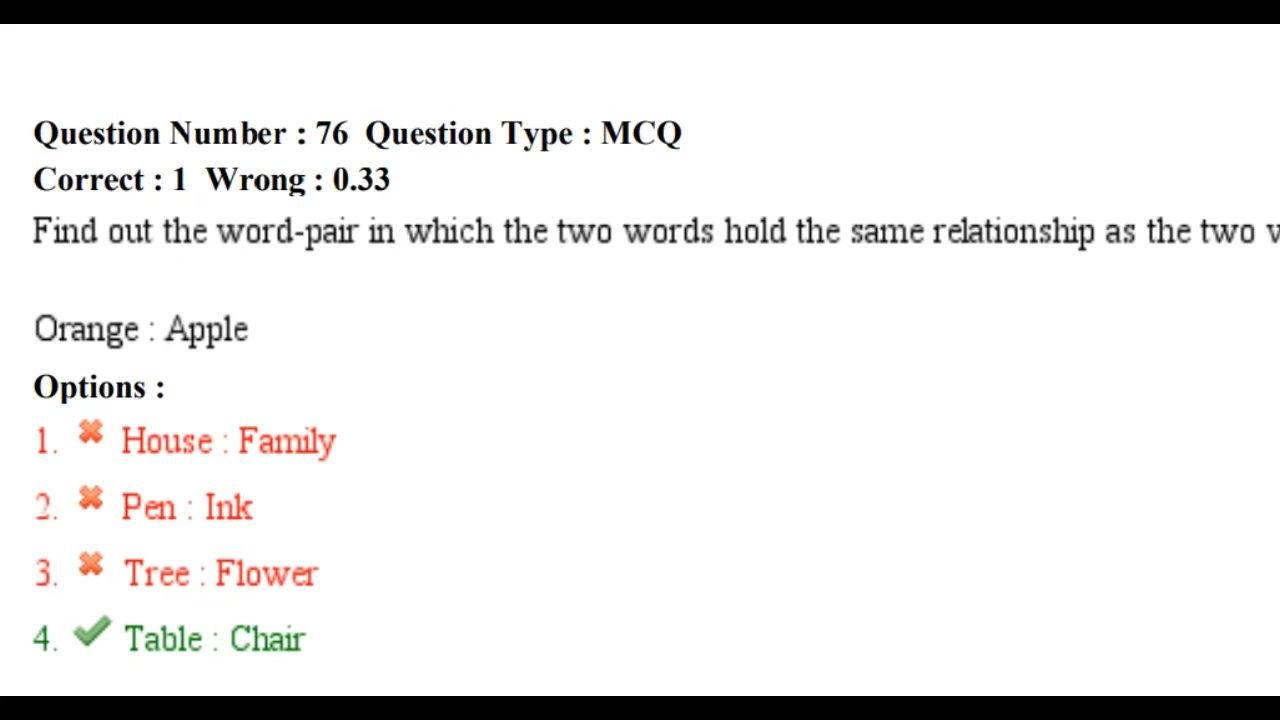 Question Number : 76 Question Type : MCQ
Correct : 1 Wrong : 0.33
Find out the word-pair in which the two words hold the same relationship as the two
Orange : Apple
Options :
1. House : Family
2. Pen : Ink
3. Tree : Flower
4. Table : Chair